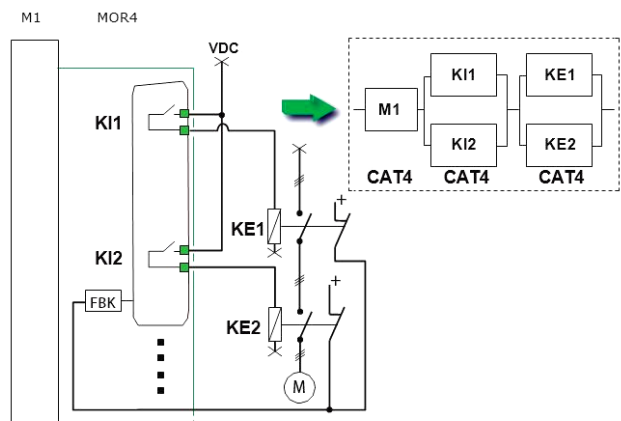 M1 MOR4
VDC
KI1
KE1
KI2
KE2
FBK
M
+
+
M1
KI1
KI2
KE1
KE2
CAT4 CAT4 CAT4